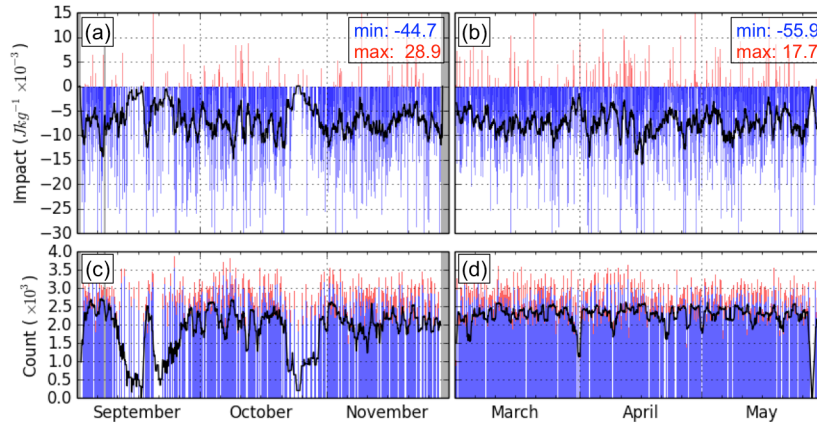 (a)
min: -44.7
max: 28.9
(b)
min: -55.9
max: 17.7
Impact ( Jkg⁻¹ ×10⁻³ )
15
10
5
0
−5
−10
−15
−20
−25
−30
(c)
(d)
Count ( ×10³ )
4.0
3.5
3.0
2.5
2.0
1.5
1.0
0.5
0.0
September October November March April May